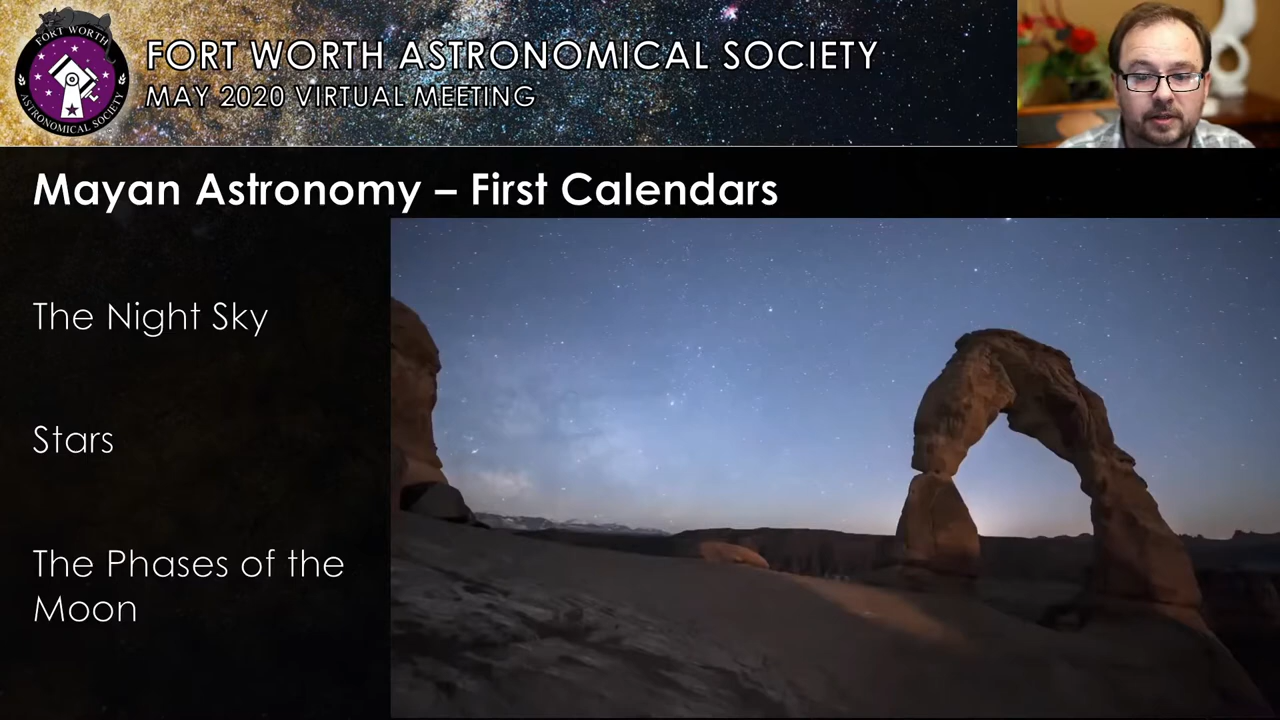 FORT WORTH
ASTRONOMICAL SOCIETY
FORT WORTH ASTRONOMICAL SOCIETY
MAY 2020 VIRTUAL MEETING
Mayan Astronomy – First Calendars
The Night Sky
Stars
The Phases of the
Moon